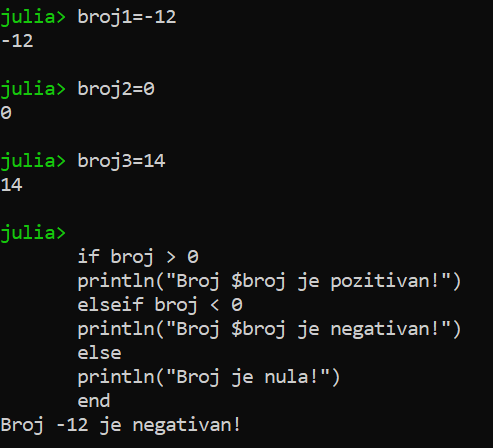 julia> broj1=-12
-12
julia> broj2=0
0
julia> broj3=14
14
julia>
if broj > 0
println("Broj $broj je pozitivan!")
elseif broj < 0
println("Broj $broj je negativan!")
else
println("Broj je nula!")
end
Broj -12 je negativan!